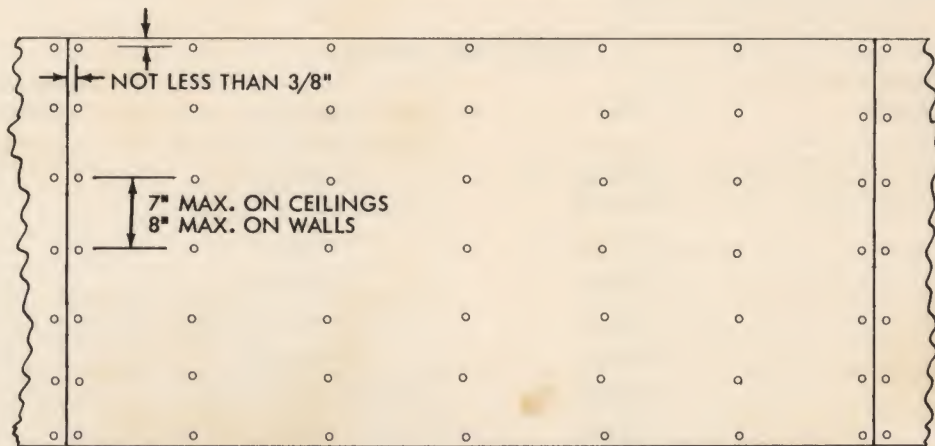 NOT LESS THAN 3/8"
7" MAX. ON CEILINGS
8" MAX. ON WALLS